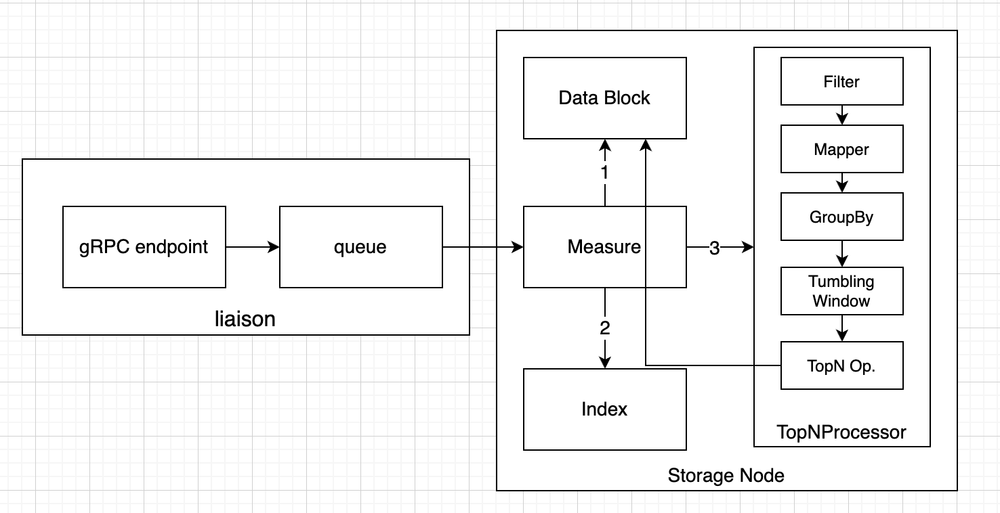 gRPC endpoint
queue
liaison
Data Block
1
Measure
3
2
Index
Filter
Mapper
GroupBy
Tumbling
Window
TopN Op.
TopNProcessor
Storage Node